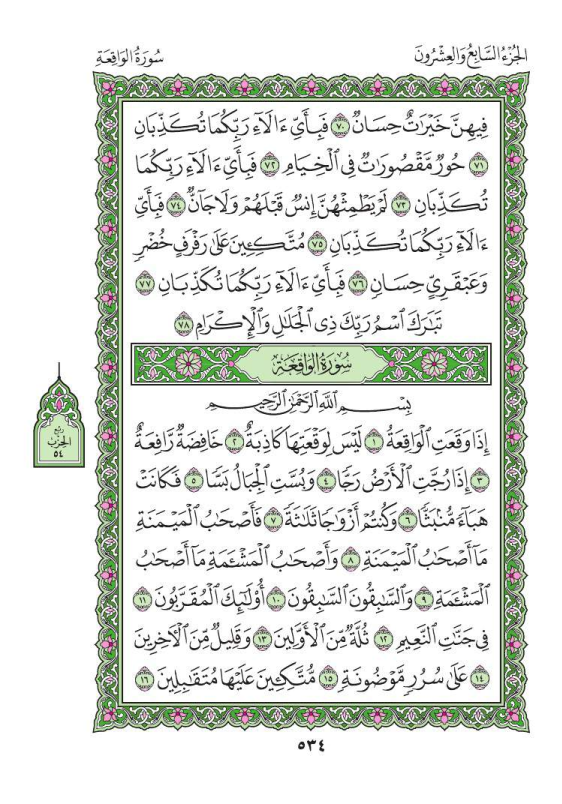 الجُزْءُ السَّابِعُ وَالعِشْرُونَ
سُورَةُ الوَاقِعَةِ
فِيهِنَّ خَيْرَٰتٌ حِسَانٌ ٧٠ فَبِأَيِّ ءَالَآءِ رَبِّكُمَا تُكَذِّبَانِ
٧١ حُورٌ مَّقْصُورَٰتٌ فِي ٱلْخِيَامِ ٧٢ فَبِأَيِّ ءَالَآءِ رَبِّكُمَا
تُكَذِّبَانِ ٧٣ لَمْ يَطْمِثْهُنَّ إِنسٌ قَبْلَهُمْ وَلَا جَآنٌّ ٧٤ فَبِأَيِّ
ءَالَآءِ رَبِّكُمَا تُكَذِّبَانِ ٧٥ مُتَّكِـِٔينَ عَلَىٰ رَفْرَفٍ خُضْرٍ
وَعَبْقَرِيٍّ حِسَانٍ ٧٦ فَبِأَيِّ ءَالَآءِ رَبِّكُمَا تُكَذِّبَانِ ٧٧
تَبَٰرَكَ ٱسْمُ رَبِّكَ ذِي ٱلْجَلَٰلِ وَٱلْإِكْرَامِ ٧٨
سُورَةُ الوَاقِعَةِ
بِسْمِ ٱللَّهِ ٱلرَّحْمَٰنِ ٱلرَّحِيمِ
إِذَا وَقَعَتِ ٱلْوَاقِعَةُ ١ لَيْسَ لِوَقْعَتِهَا كَاذِبَةٌ ٢ خَافِضَةٌ رَّافِعَةٌ
٣ إِذَا رُجَّتِ ٱلْأَرْضُ رَجًّا ٤ وَبُسَّتِ ٱلْجِبَالُ بَسًّا ٥ فَكَانَتْ
هَبَآءً مُّنۢبَثًّا ٦ وَكُنتُمْ أَزْوَٰجًا ثَلَٰثَةً ٧ فَأَصْحَٰبُ ٱلْمَيْمَنَةِ
مَآ أَصْحَٰبُ ٱلْمَيْمَنَةِ ٨ وَأَصْحَٰبُ ٱلْمَشْـَٔمَةِ مَآ أَصْحَٰبُ
ٱلْمَشْـَٔمَةِ ٩ وَٱلسَّٰبِقُونَ ٱلسَّٰبِقُونَ ١٠ أُوْلَٰٓئِكَ ٱلْمُقَرَّبُونَ ١١
فِي جَنَّٰتِ ٱلنَّعِيمِ ١٢ ثُلَّةٌ مِّنَ ٱلْأَوَّلِينَ ١٣ وَقَلِيلٌ مِّنَ ٱلْأٓخِرِينَ
١٤ عَلَىٰ سُرُرٍ مَّوْضُونَةٍ ١٥ مُّتَّكِـِٔينَ عَلَيْهَا مُتَقَٰبِلِينَ ١٦
ربع
الحزب
٥٤
٥٣٤